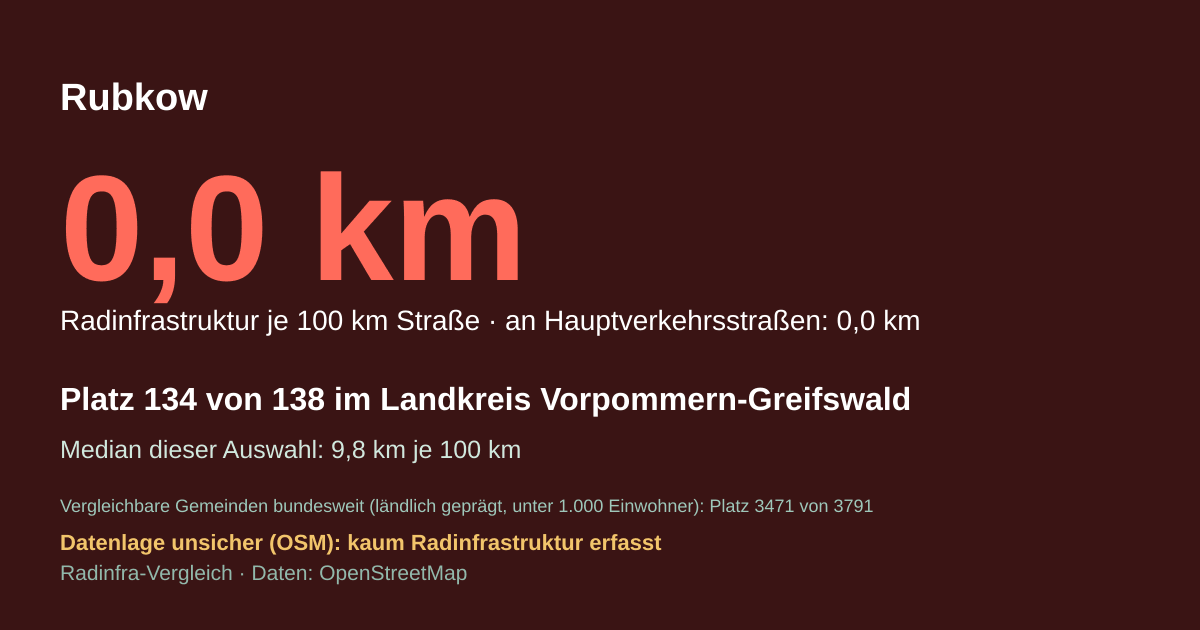 Rubkow
0,0 km
Radinfrastruktur je 100 km Straße · an Hauptverkehrsstraßen: 0,0 km
Platz 134 von 138 im Landkreis Vorpommern-Greifswald
Median dieser Auswahl: 9,8 km je 100 km
Vergleichbare Gemeinden bundesweit (ländlich geprägt, unter 1.000 Einwohner): Platz 3471 von 3791
Datenlage unsicher (OSM): kaum Radinfrastruktur erfasst
Radinfra-Vergleich · Daten: OpenStreetMap